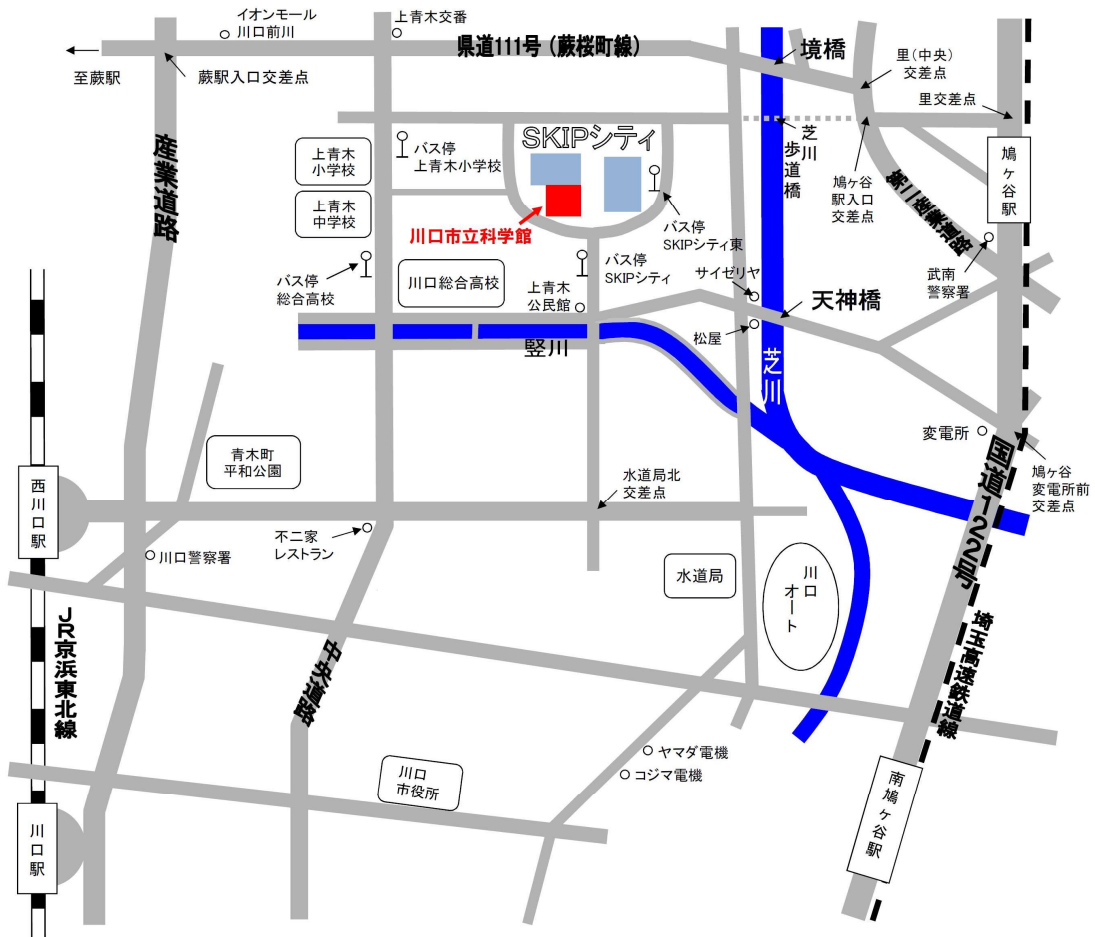 イオンモール
川口前川
上青木交番
県道111号(蕨桜町線)
境橋
里(中央)
交差点
至蕨駅
蕨駅入口交差点
里交差点
産業道路
上青木
小学校
バス停
上青木小学校
SKIPシティ
芝川
歩道橋
鳩ヶ谷
駅入口
交差点
鳩ヶ谷駅
上青木
中学校
第二産業道路
川口市立科学館
バス停
SKIPシティ東
バス停
総合高校
川口総合高校
バス停
SKIPシティ
サイゼリヤ
武南
警察署
上青木
公民館
天神橋
松屋
竪川
芝川
変電所
青木町
平和公園
鳩ヶ谷
変電所前
交差点
国道122号
西川口駅
水道局北
交差点
不二家
レストラン
川口警察署
水道局
川口
オート
JR京浜東北線
中央道路
埼玉高速鉄道線
ヤマダ電機
コジマ電機
川口
市役所
南鳩ヶ谷駅
川口駅